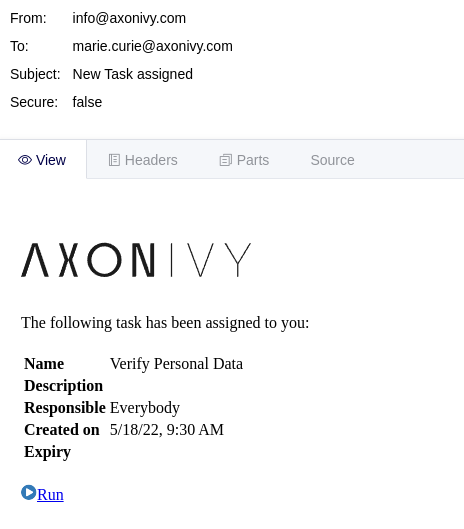 From: info@axonivy.com
To: marie.curie@axonivy.com
Subject: New Task assigned
Secure: false
View Headers Parts Source
AXONIVY
The following task has been assigned to you:
Name Verify Personal Data
Description
Responsible Everybody
Created on 5/18/22, 9:30 AM
Expiry
Run